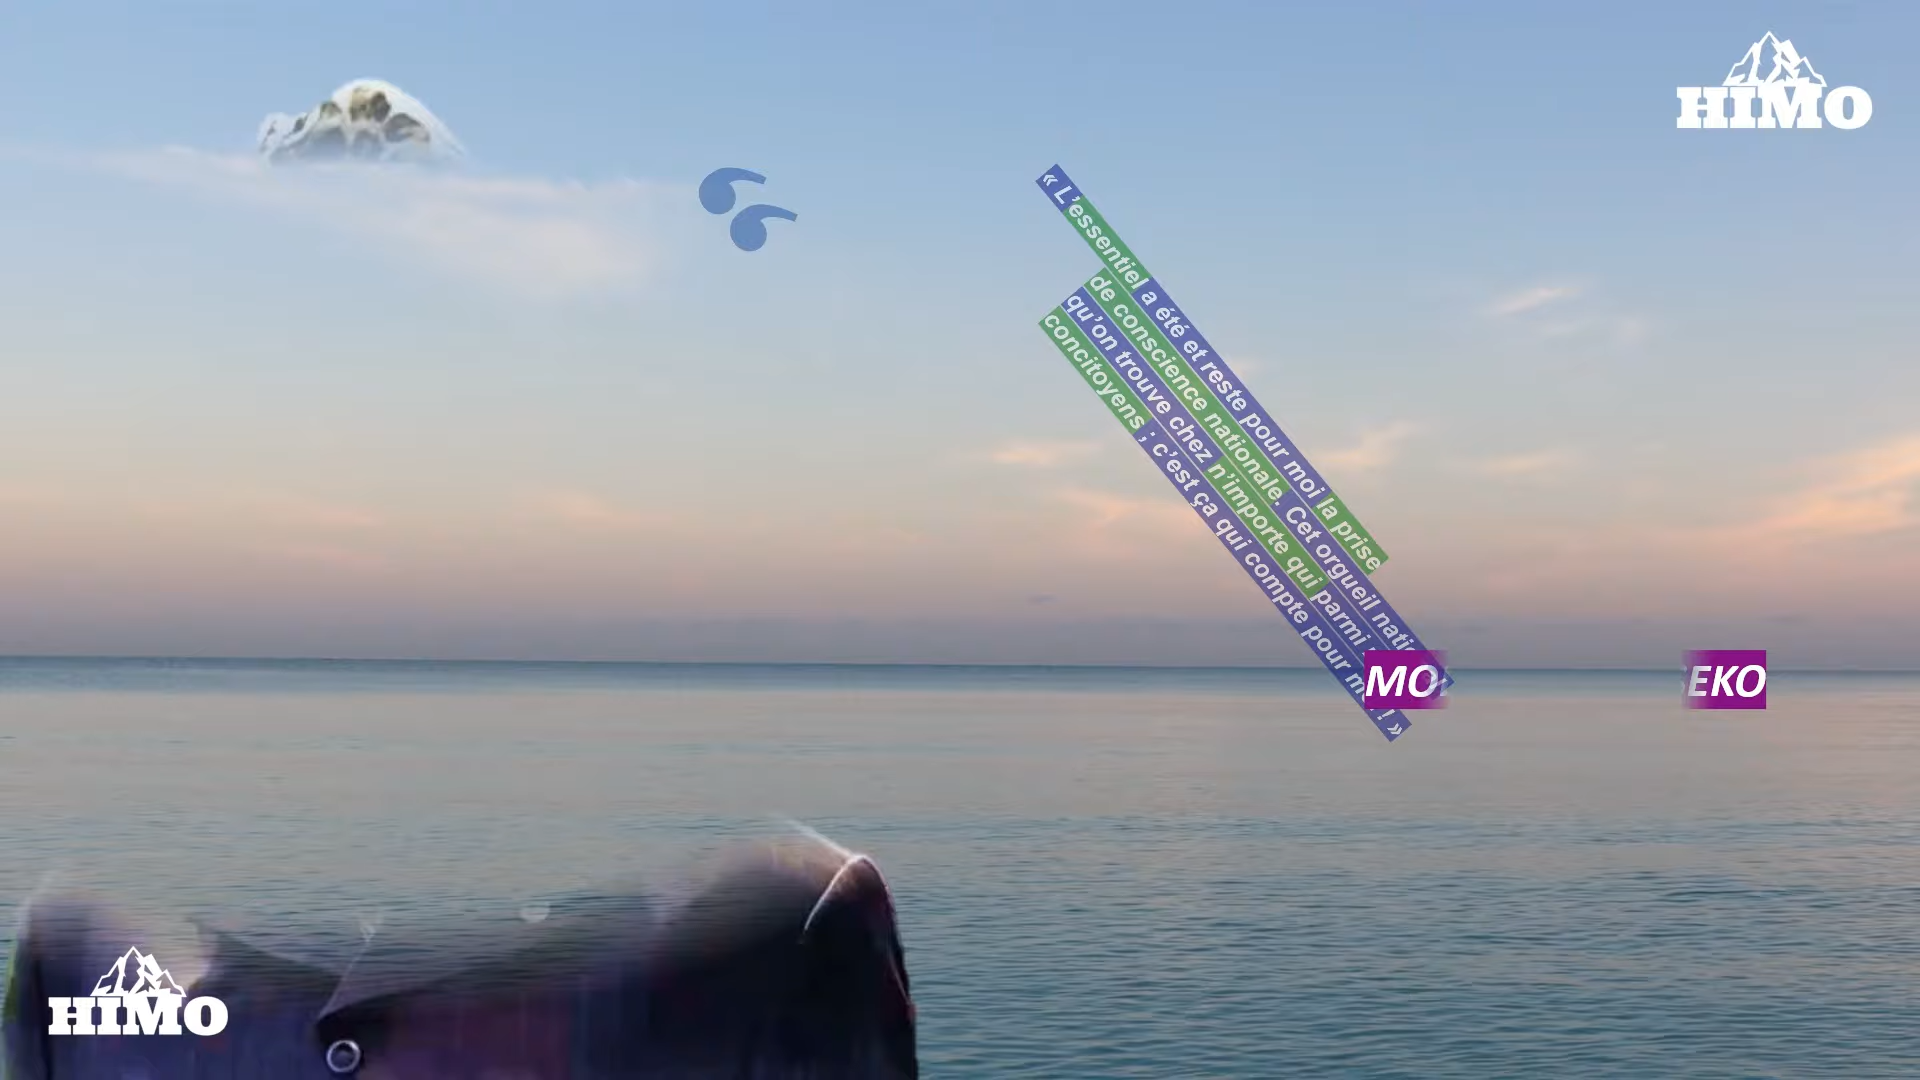 HIMO
« L'essentiel a été et reste pour moi la prise
de conscience nationale. Cet orgueil
qu'on trouve chez n'importe qui parmi
concitoyens ; c'est ça qui compte pour ! »
MO
EKO
HIMO